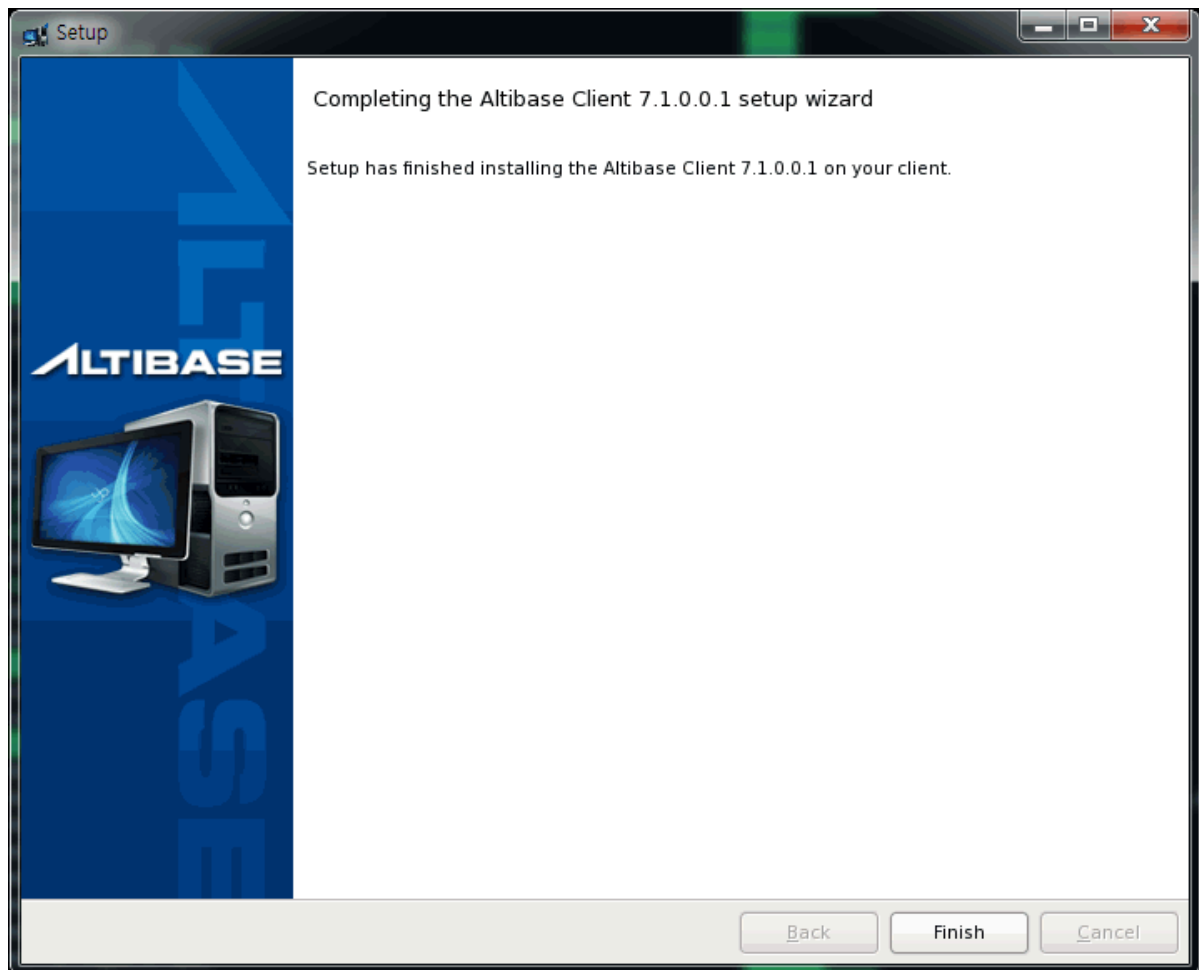 Setup
Completing the Altibase Client 7.1.0.0.1 setup wizard
Setup has finished installing the Altibase Client 7.1.0.0.1 on your client.
ALTIBASE
ALTIBASE
Back
Finish
Cancel